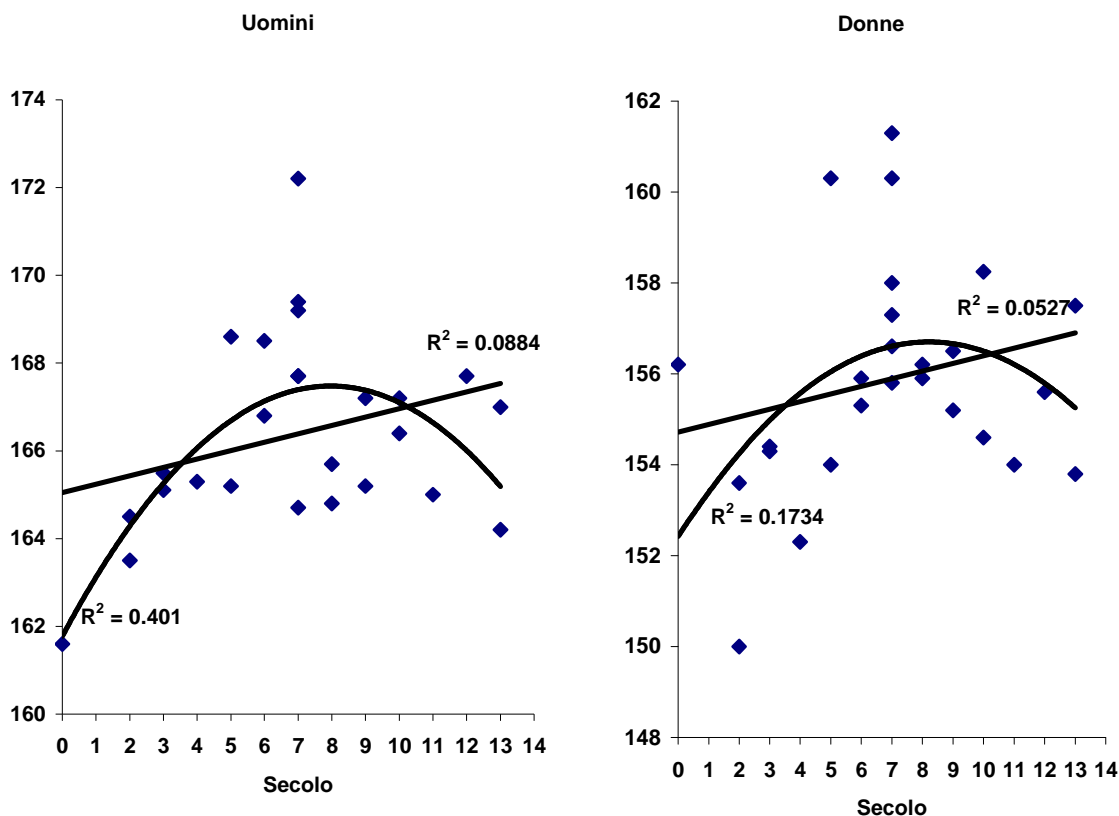 Uomini
174
172
170
168
166
164
162
160
R² = 0.0884
R² = 0.401
0 1 2 3 4 5 6 7 8 9 10 11 12 13 14
Secolo
Donne
162
160
158
156
154
152
150
148
R² = 0.0527
R² = 0.1734
0 1 2 3 4 5 6 7 8 9 10 11 12 13 14
Secolo